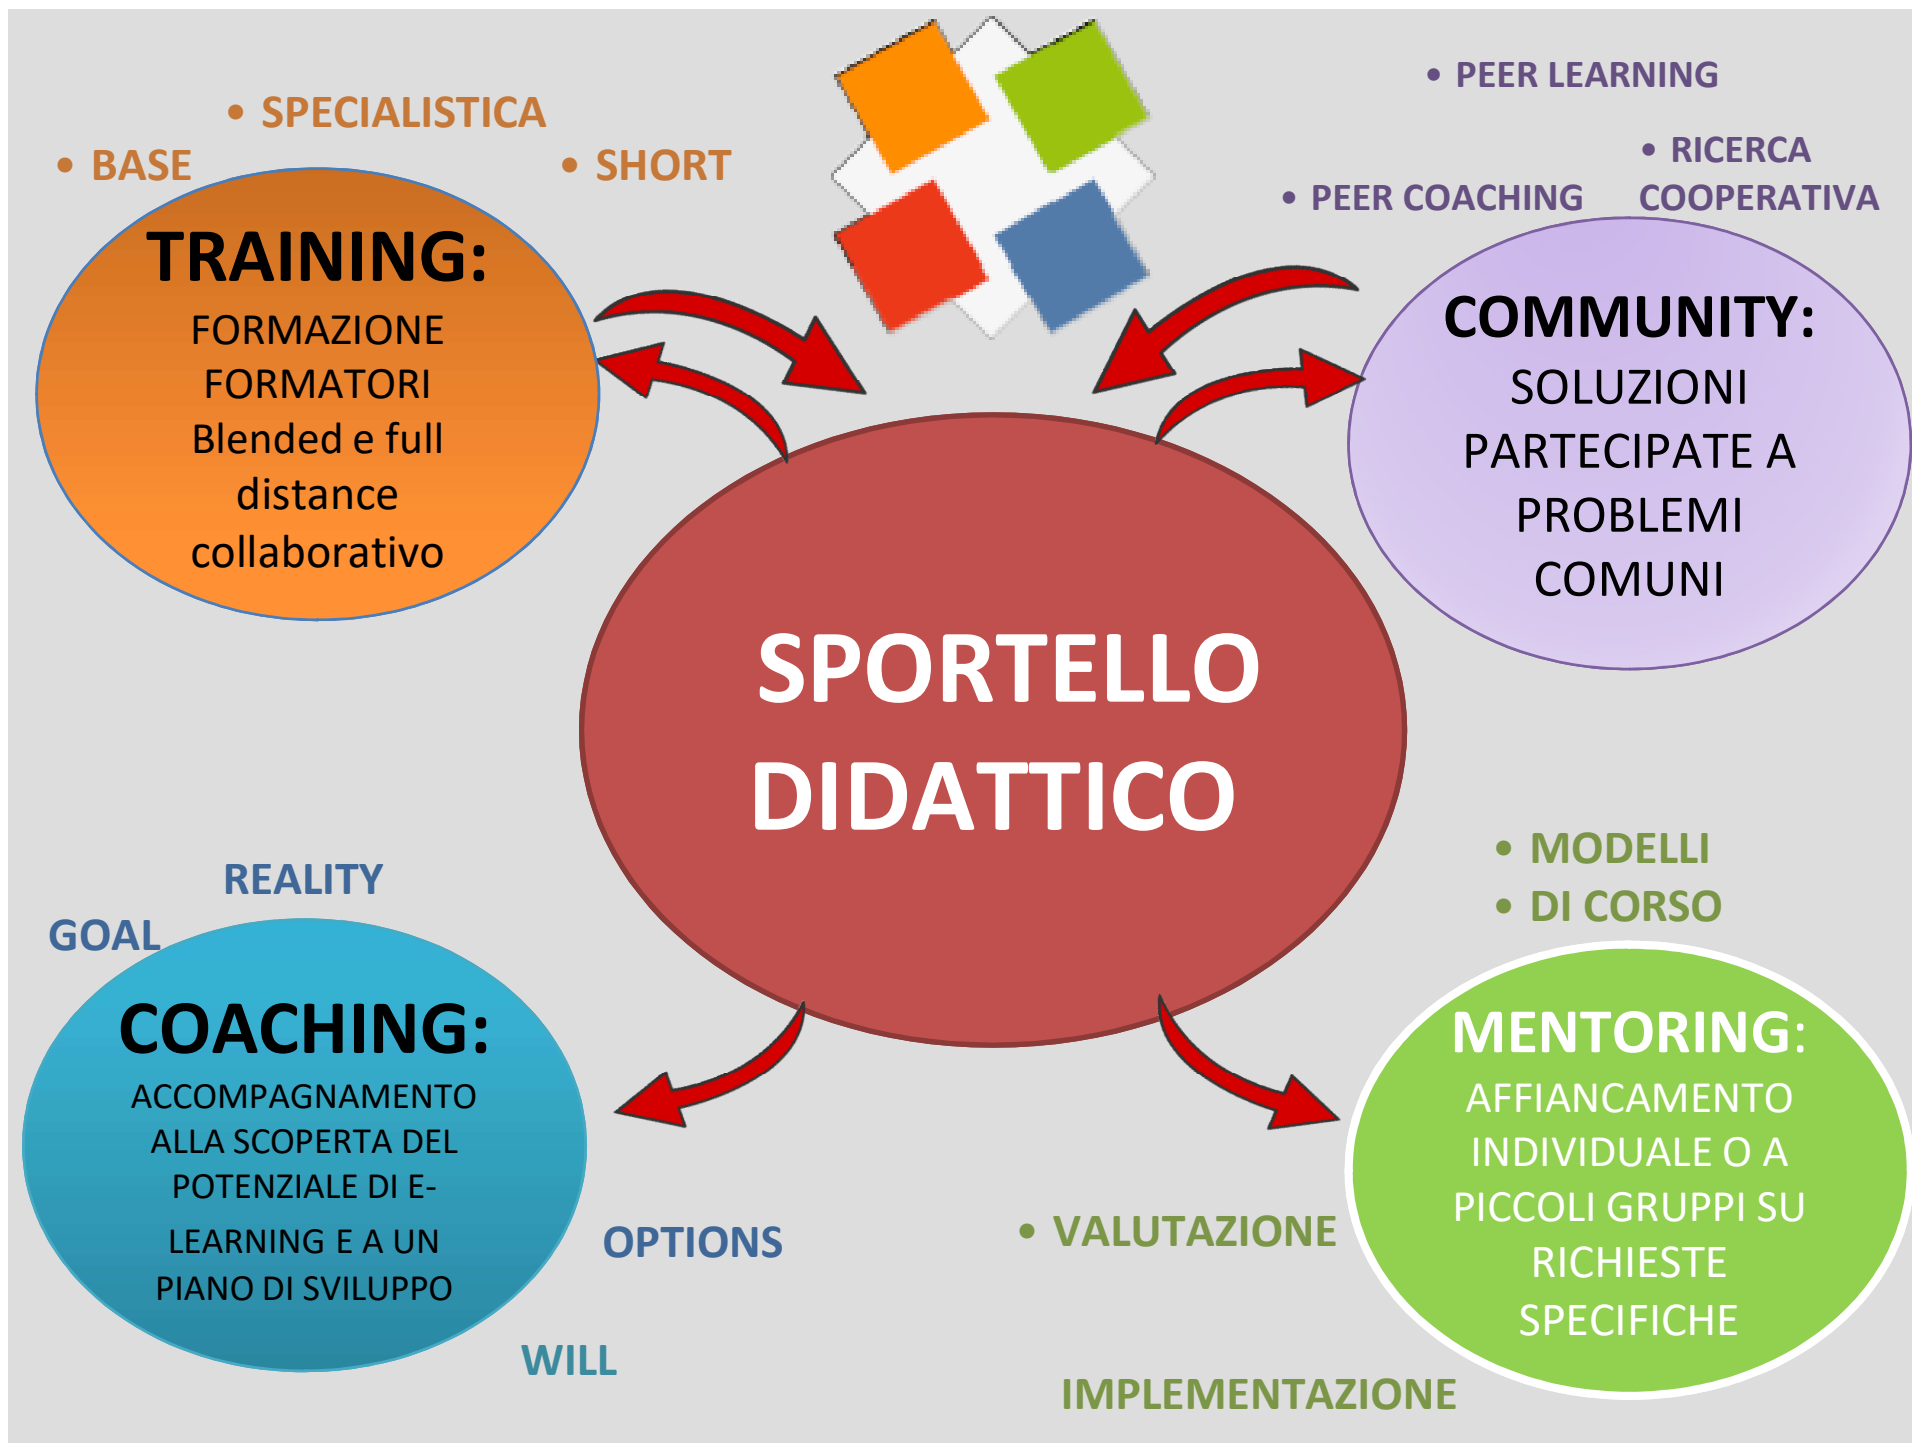 • SPECIALISTICA
• BASE
• SHORT
TRAINING:
FORMAZIONE
FORMATORI
Blended e full
distance
collaborativo
• PEER LEARNING
• RICERCA
COOPERATIVA
• PEER COACHING
COMMUNITY:
SOLUZIONI
PARTECIPATE A
PROBLEMI
COMUNI
SPORTELLO
DIDATTICO
REALITY
GOAL
COACHING:
ACCOMPAGNAMENTO
ALLA SCOPERTA DEL
POTENZIALE DI E-
LEARNING E A UN
PIANO DI SVILUPPO
OPTIONS
WILL
• MODELLI
• DI CORSO
MENTORING:
AFFIANCAMENTO
INDIVIDUALE O A
PICCOLI GRUPPI SU
RICHIESTE
SPECIFICHE
• VALUTAZIONE
IMPLEMENTAZIONE